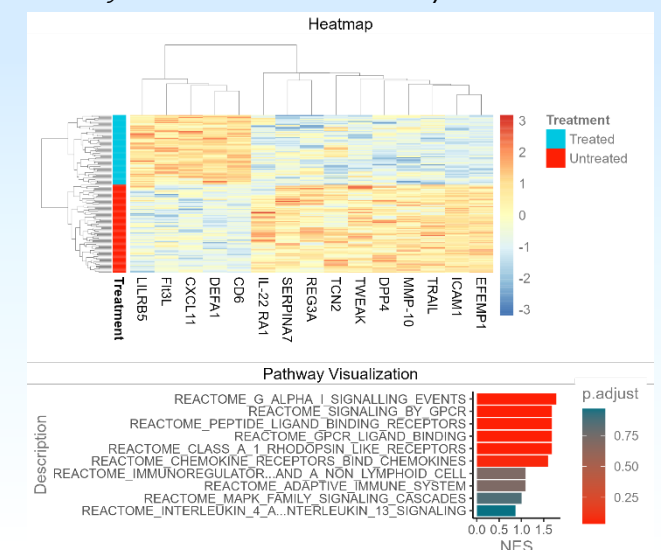 Heatmap
3
2
1
0
-1
-2
-3
Treatment
Treated
Untreated
Treatment
LILRB5
Flt3L
CXCL11
DEFA1
CD6
IL-22 RA1
SERPINA7
REG3A
TCN2
TWEAK
DPP4
MMP-10
TRAIL
ICAM1
EFEMP1
Pathway Visualization
Description
REACTOME_G_ALPHA_I_SIGNALLING_EVENTS
REACTOME_SIGNALING_BY_GPCR
REACTOME_PEPTIDE_LIGAND_BINDING_RECEPTORS
REACTOME_GPCR_LIGAND_BINDING
REACTOME_CLASS_A_1_RHODOPSIN_LIKE_RECEPTORS
REACTOME_CHEMOKINE_RECEPTORS_BIND_CHEMOKINES
REACTOME_IMMUNOREGULATOR...AND_A_NON_LYMPHOID_CELL
REACTOME_ADAPTIVE_IMMUNE_SYSTEM
REACTOME_MAPK_FAMILY_SIGNALING_CASCADES
REACTOME_INTERLEUKIN_4_A...NTERLEUKIN_13_SIGNALING
0.0 0.5 1.0 1.5
NES
p.adjust
0.75
0.50
0.25